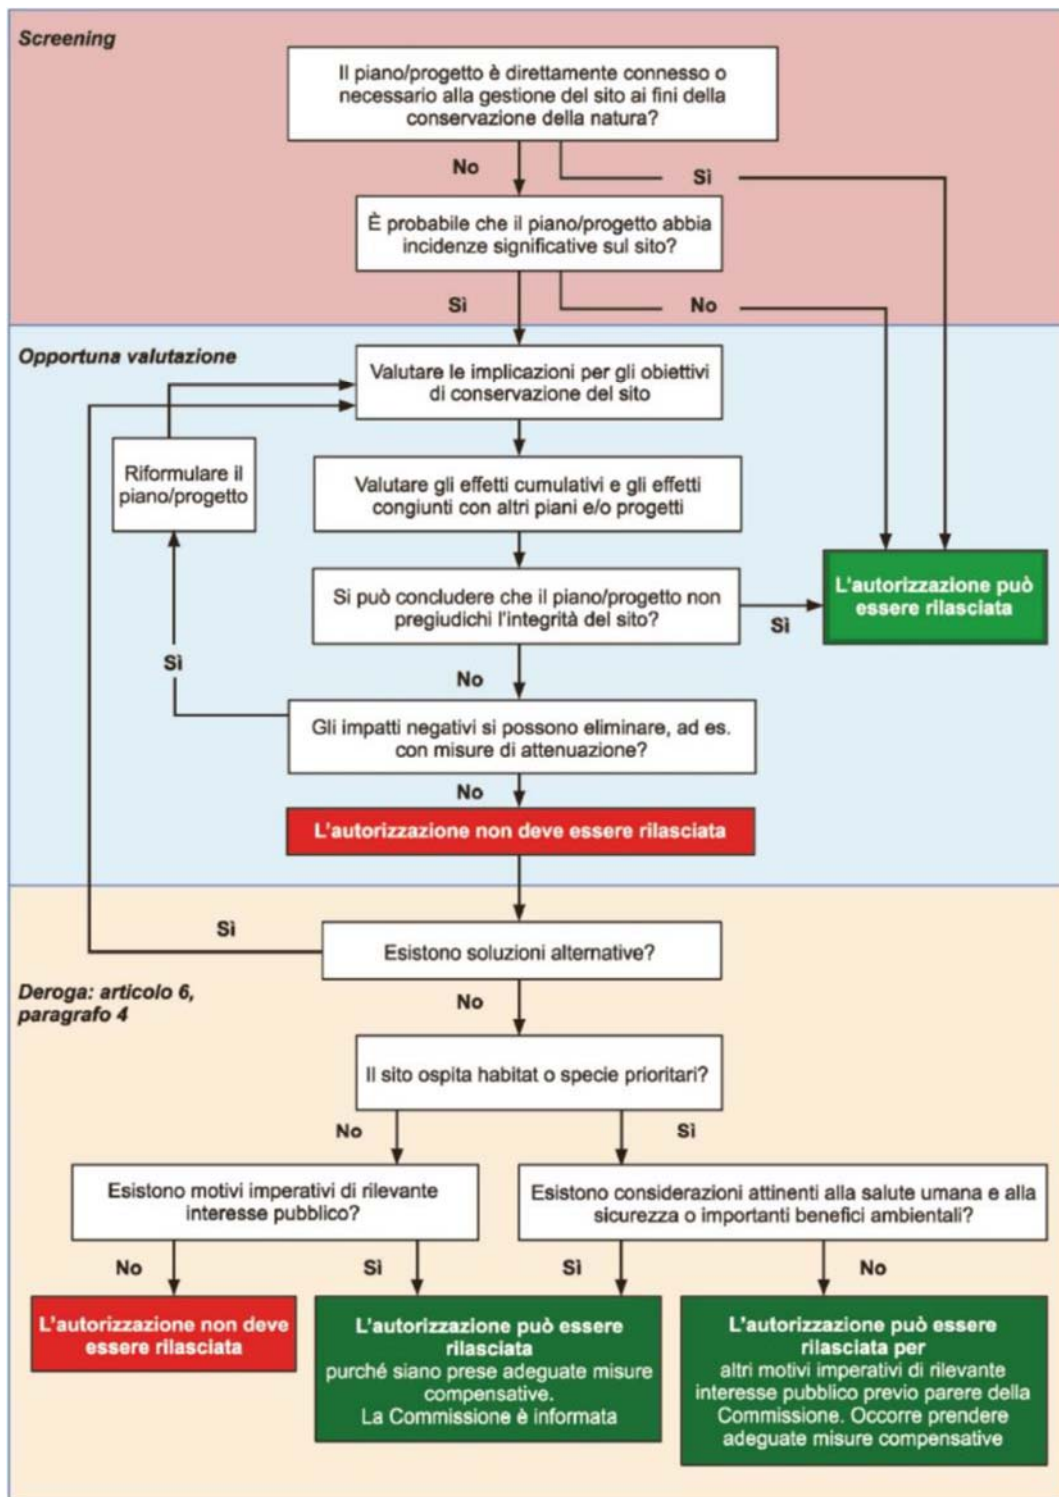 Screening
Il piano/progetto è direttamente connesso o
necessario alla gestione del sito ai fini della
conservazione della natura?
No
Sì
È probabile che il piano/progetto abbia
incidenze significative sul sito?
Sì
No
Opportuna valutazione
Valutare le implicazioni per gli obiettivi
di conservazione del sito
Riformulare il
piano/progetto
Valutare gli effetti cumulativi e gli effetti
congiunti con altri piani e/o progetti
Si può concludere che il piano/progetto non
pregiudichi l'integrità del sito?
Sì
L'autorizzazione può
essere rilasciata
No
Sì
Gli impatti negativi si possono eliminare, ad es.
con misure di attenuazione?
No
L'autorizzazione non deve essere rilasciata
Sì
Esistono soluzioni alternative?
Deroga: articolo 6,
paragrafo 4
No
Il sito ospita habitat o specie prioritari?
No
Sì
Esistono motivi imperativi di rilevante
interesse pubblico?
Esistono considerazioni attinenti alla salute umana e alla
sicurezza o importanti benefici ambientali?
No
Sì
Sì
No
L'autorizzazione non deve
essere rilasciata
L'autorizzazione può essere
rilasciata
purché siano prese adeguate misure
compensative.
La Commissione è informata
L'autorizzazione può essere
rilasciata per
altri motivi imperativi di rilevante
interesse pubblico previo parere della
Commissione. Occorre prendere
adeguate misure compensative